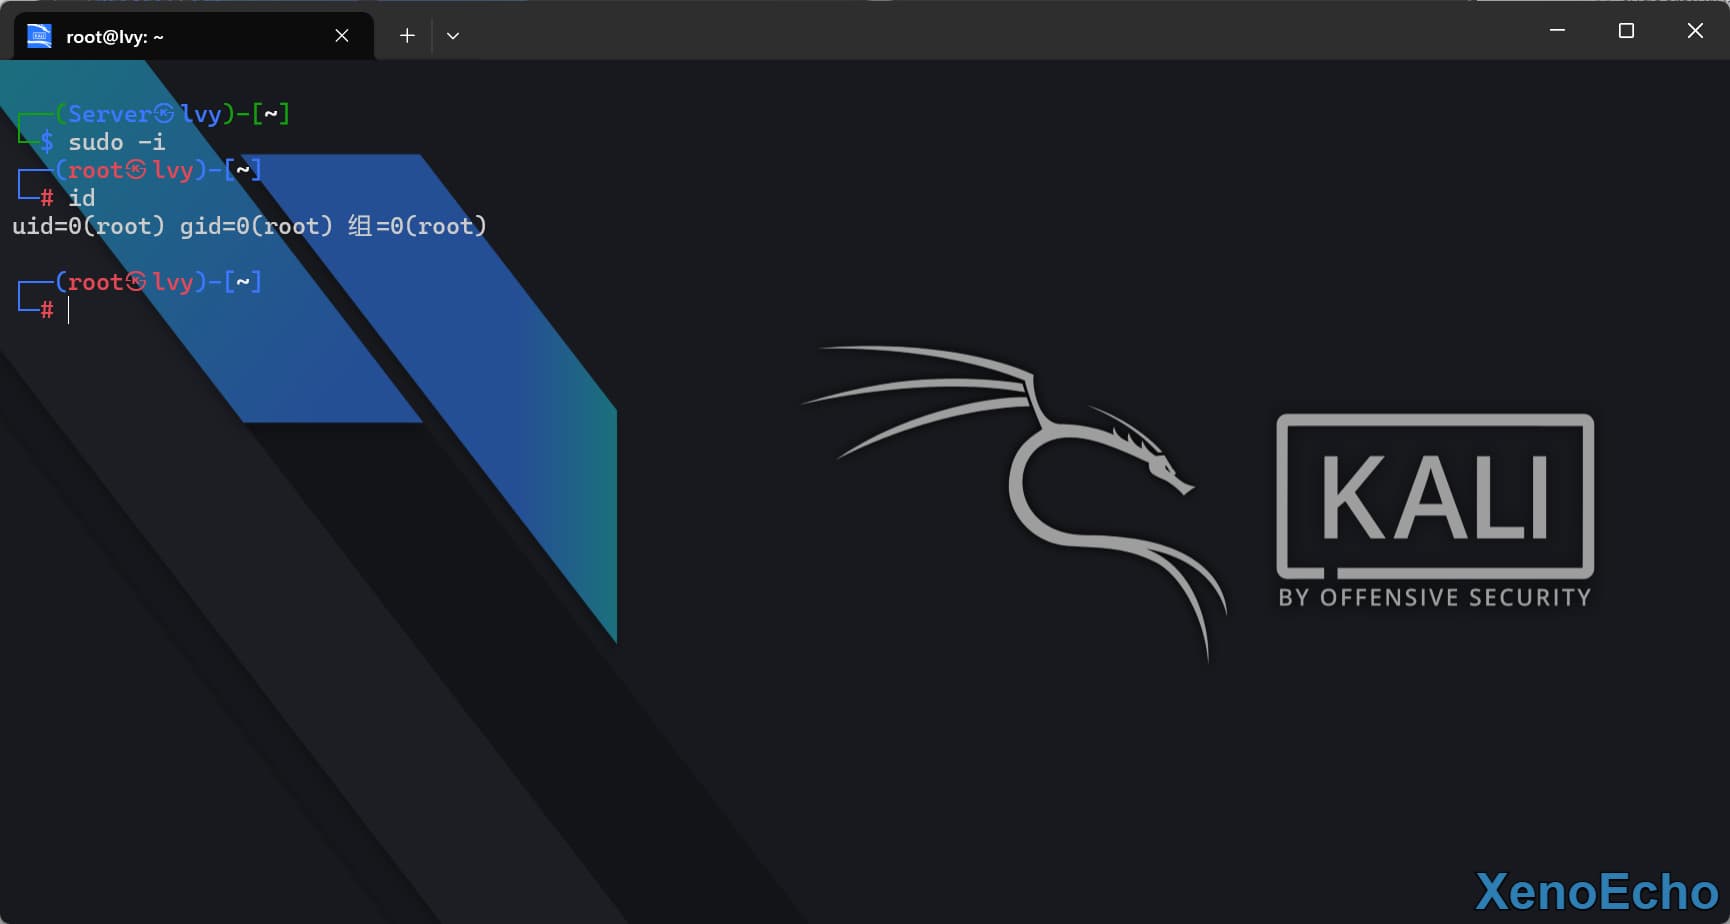 root@lvy: ~
┌──(Server㉿lvy)-[~]
└─$ sudo -i
┌──(root㉿lvy)-[~]
└─# id
uid=0(root) gid=0(root) 组=0(root)
┌──(root㉿lvy)-[~]
└─#
KALI
BY OFFENSIVE SECURITY
XenoEcho